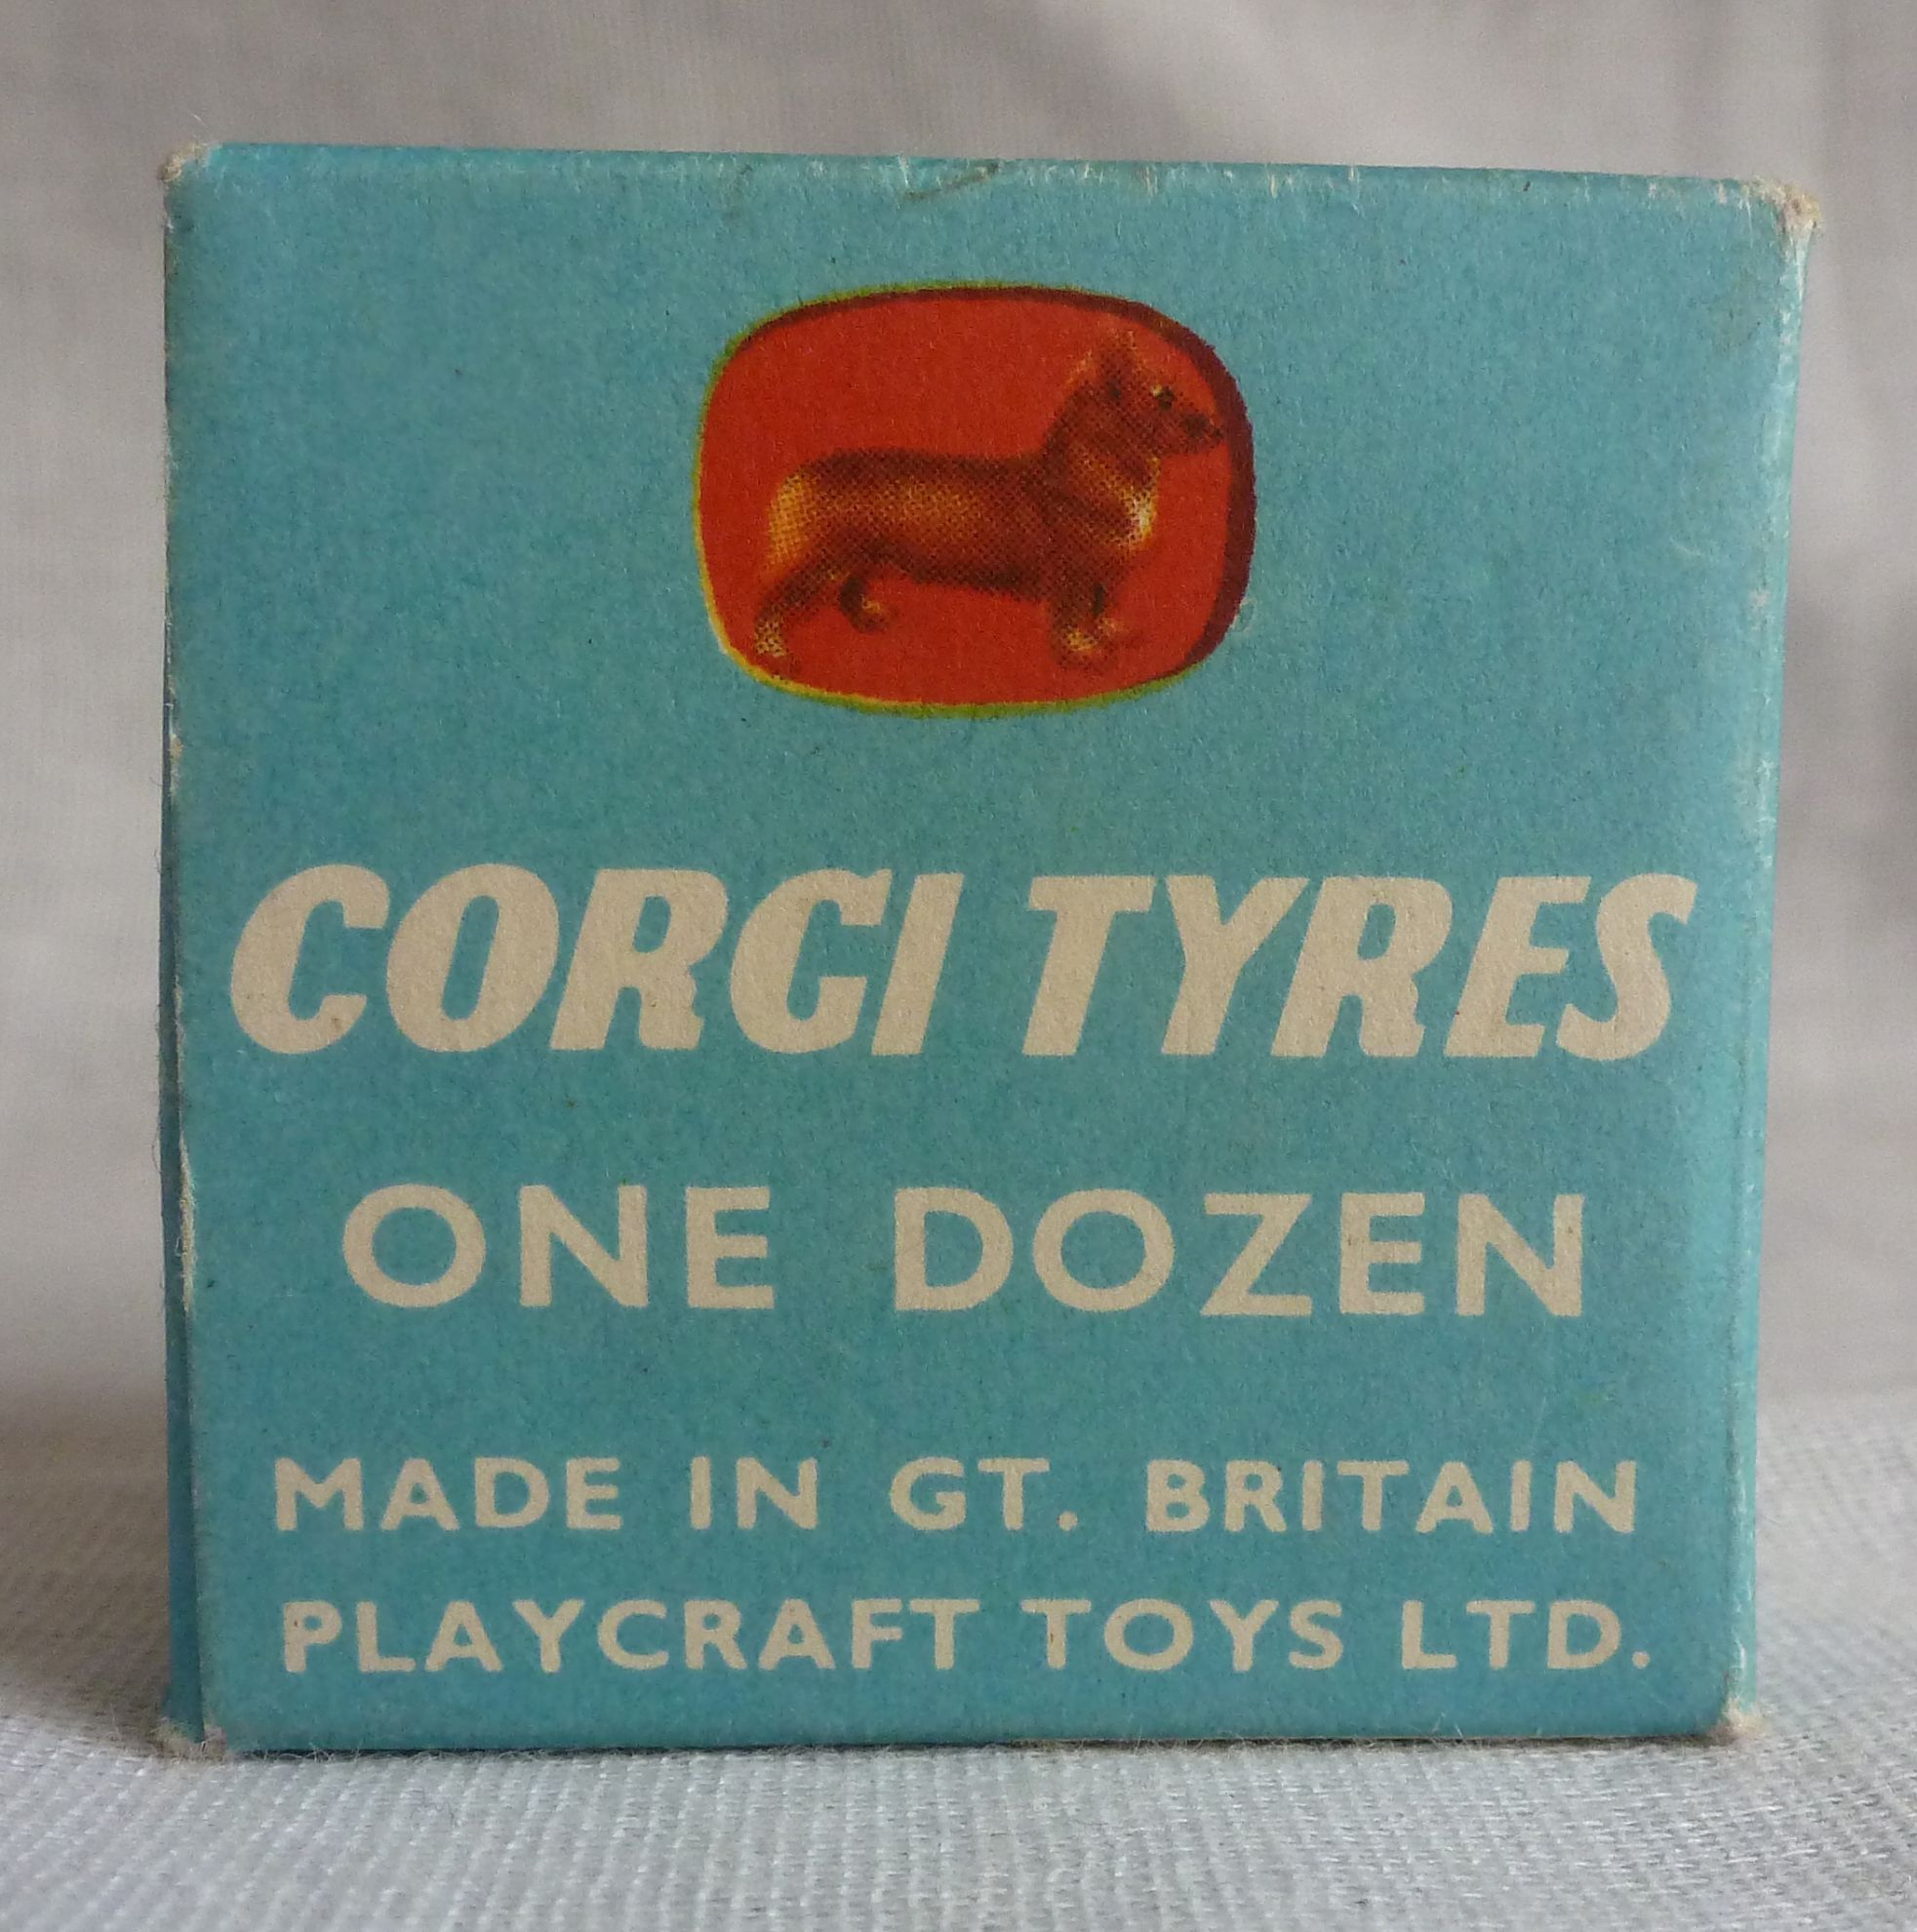 CORGI TYRES
ONE DOZEN
MADE IN GT. BRITAIN
PLAYCRAFT TOYS LTD.